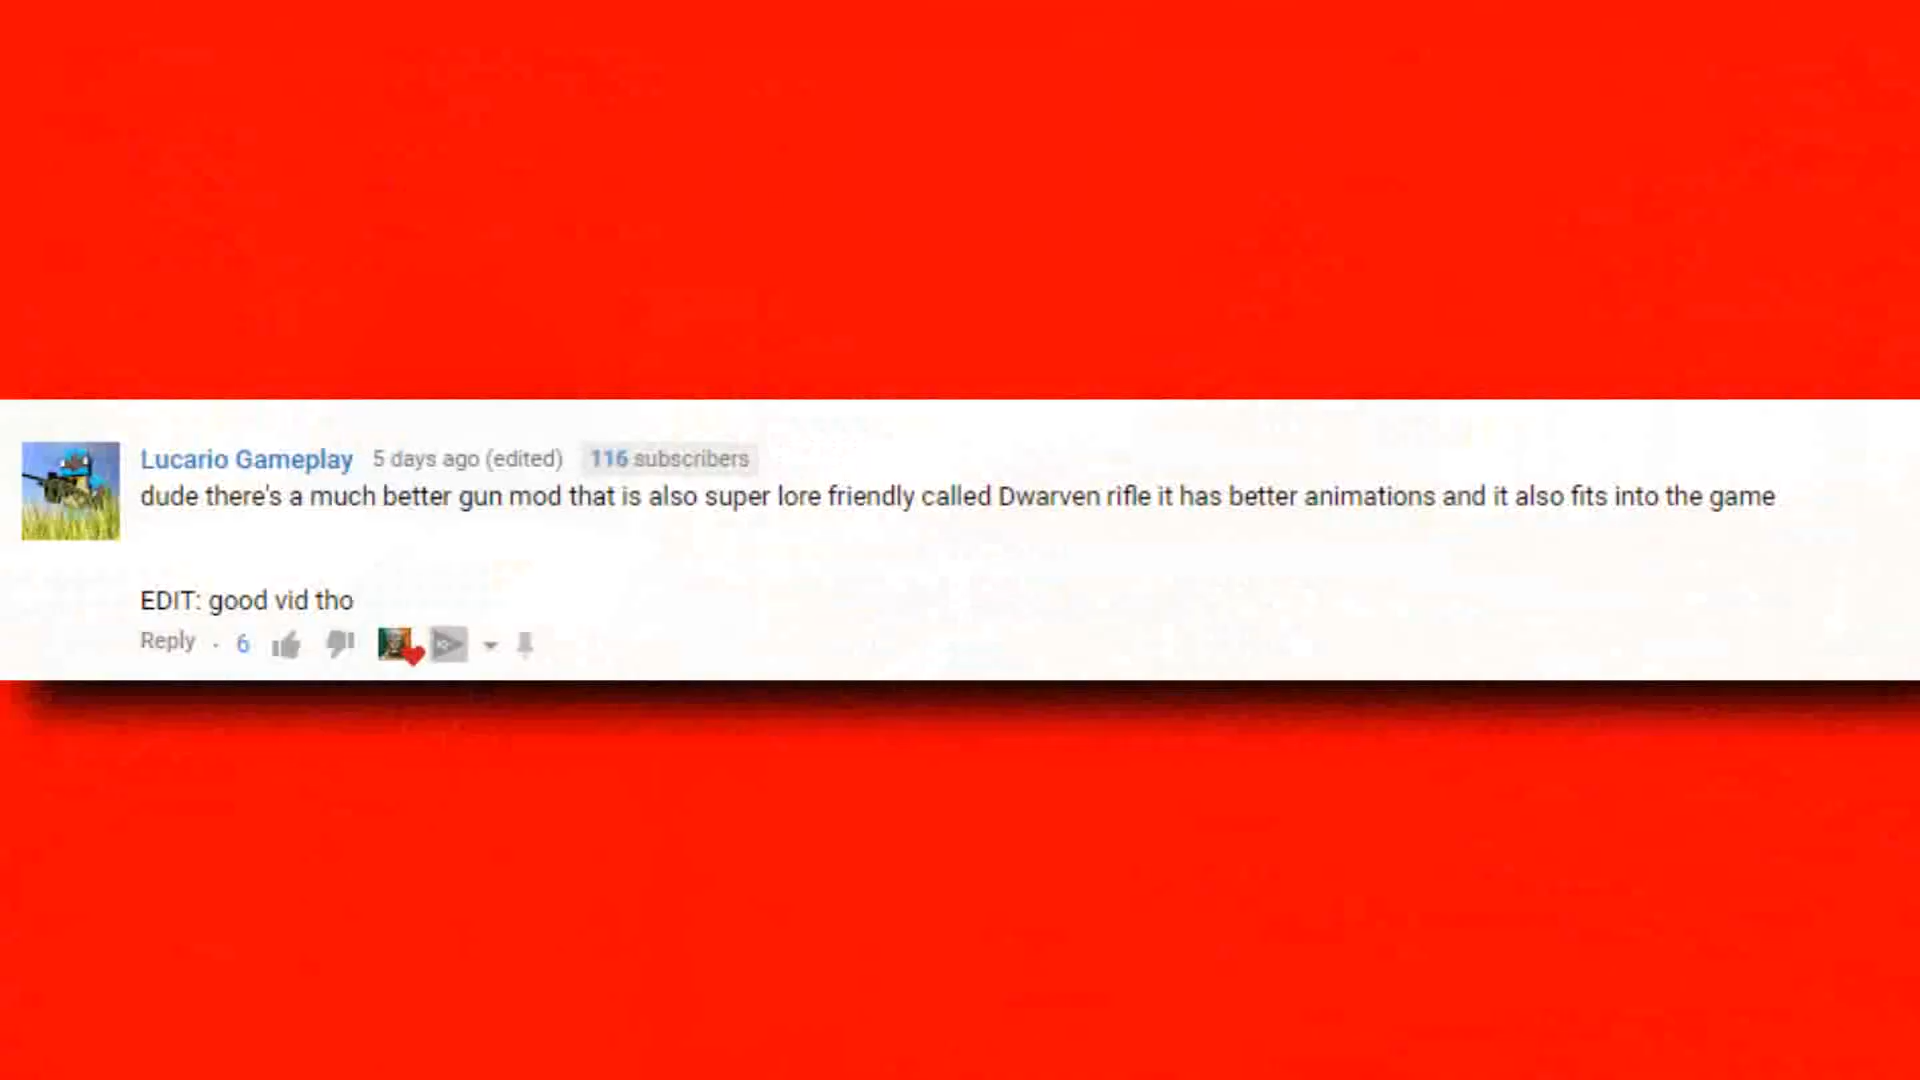 Lucario Gameplay 5 days ago (edited) 116 subscribers
dude there's a much better gun mod that is also super lore friendly called Dwarven rifle it has better animations and it also fits into the game
EDIT: good vid tho
Reply · 6